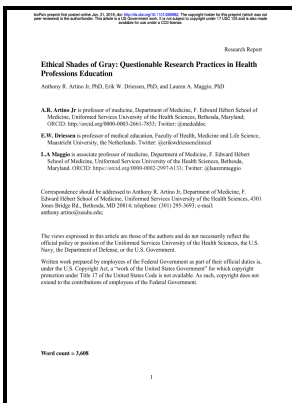 bioRxiv preprint first posted online Jan. 31, 2018; doi: http://dx.doi.org/10.1101/256982. The copyright holder for this preprint (which was not
peer-reviewed) is the author/funder. This article is a US Government work. It is not subject to copyright under 17 USC 105 and is also made
available for use under a CC0 license.
Research Report
Ethical Shades of Gray: Questionable Research Practices in Health
Professions Education
Anthony R. Artino Jr, PhD, Erik W. Driessen, PhD, and Lauren A. Maggio, PhD
A.R. Artino Jr is professor of medicine, Department of Medicine, F. Edward Hébert School of
Medicine, Uniformed Services University of the Health Sciences, Bethesda, Maryland;
ORCID: http://orcid.org/0000-0003-2661-7853; Twitter: @mededdoc
E.W. Driessen is professor of medical education, Faculty of Health, Medicine and Life Science,
Maastricht University, the Netherlands. Twitter: @erikwdriessenclinical
L.A Maggio is associate professor of medicine, Department of Medicine, F. Edward Hébert
School of Medicine, Uniformed Services University of the Health Sciences, Bethesda,
Maryland. ORCID: https://orcid.org/0000-0002-2997-6133; Twitter: @laurenmaggio
Correspondence should be addressed to Anthony R. Artino Jr, Department of Medicine, F.
Edward Hébert School of Medicine, Uniformed Services University of the Health Sciences, 4301
Jones Bridge Rd., Bethesda, MD 20814; telephone: (301) 295-3693; e-mail:
anthony.artino@usuhs.edu;
The views expressed in this article are those of the authors and do not necessarily reflect the
official policy or position of the Uniformed Services University of the Health Sciences, the U.S.
Navy, the Department of Defense, or the U.S. Government.
Written work prepared by employees of the Federal Government as part of their official duties is,
under the U.S. Copyright Act, a "work of the United States Government" for which copyright
protection under Title 17 of the United States Code is not available. As such, copyright does not
extend to the contributions of employees of the Federal Government.
Word count = 3,608
1